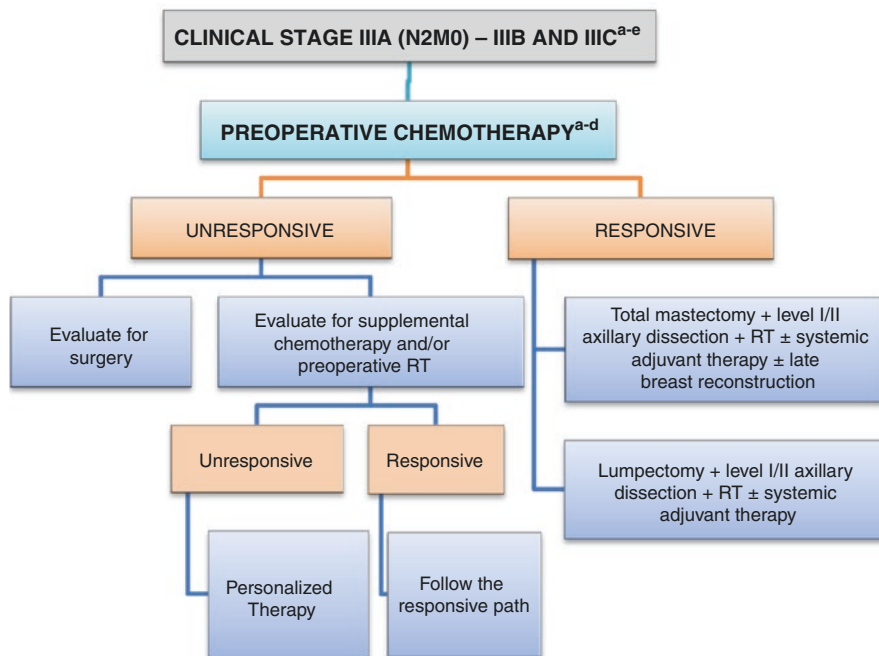 CLINICAL STAGE IIIA (N2M0) – IIIB AND IIICa-e
PREOPERATIVE CHEMOTHERAPYa-d
UNRESPONSIVE
RESPONSIVE
Evaluate for
surgery
Evaluate for supplemental
chemotherapy and/or
preoperative RT
Total mastectomy + level I/II
axillary dissection + RT ± systemic
adjuvant therapy ± late
breast reconstruction
Unresponsive
Responsive
Lumpectomy + level I/II axillary
dissection + RT ± systemic
adjuvant therapy
Personalized
Therapy
Follow the
responsive path